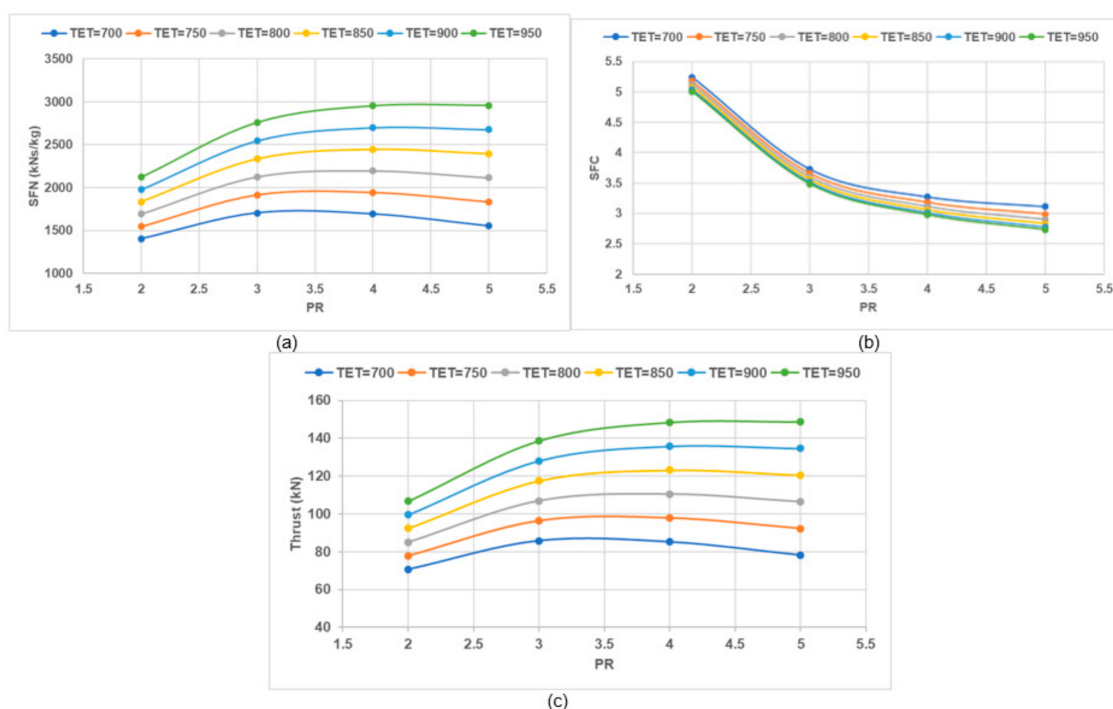 TET=700 TET=750 TET=800 TET=850 TET=900 TET=950
3500
3000
2500
2000
1500
1000
SFN (kNs/kg)
1.5 2 2.5 3 3.5 4 4.5 5 5.5
PR
(a)
TET=700 TET=750 TET=800 TET=850 TET=900 TET=950
5.5
5
4.5
4
3.5
3
2.5
2
SFC
1.5 2 2.5 3 3.5 4 4.5 5 5.5
PR
(b)
TET=700 TET=750 TET=800 TET=850 TET=900 TET=950
160
140
120
100
80
60
40
Thrust (kN)
1.5 2 2.5 3 3.5 4 4.5 5 5.5
PR
(c)